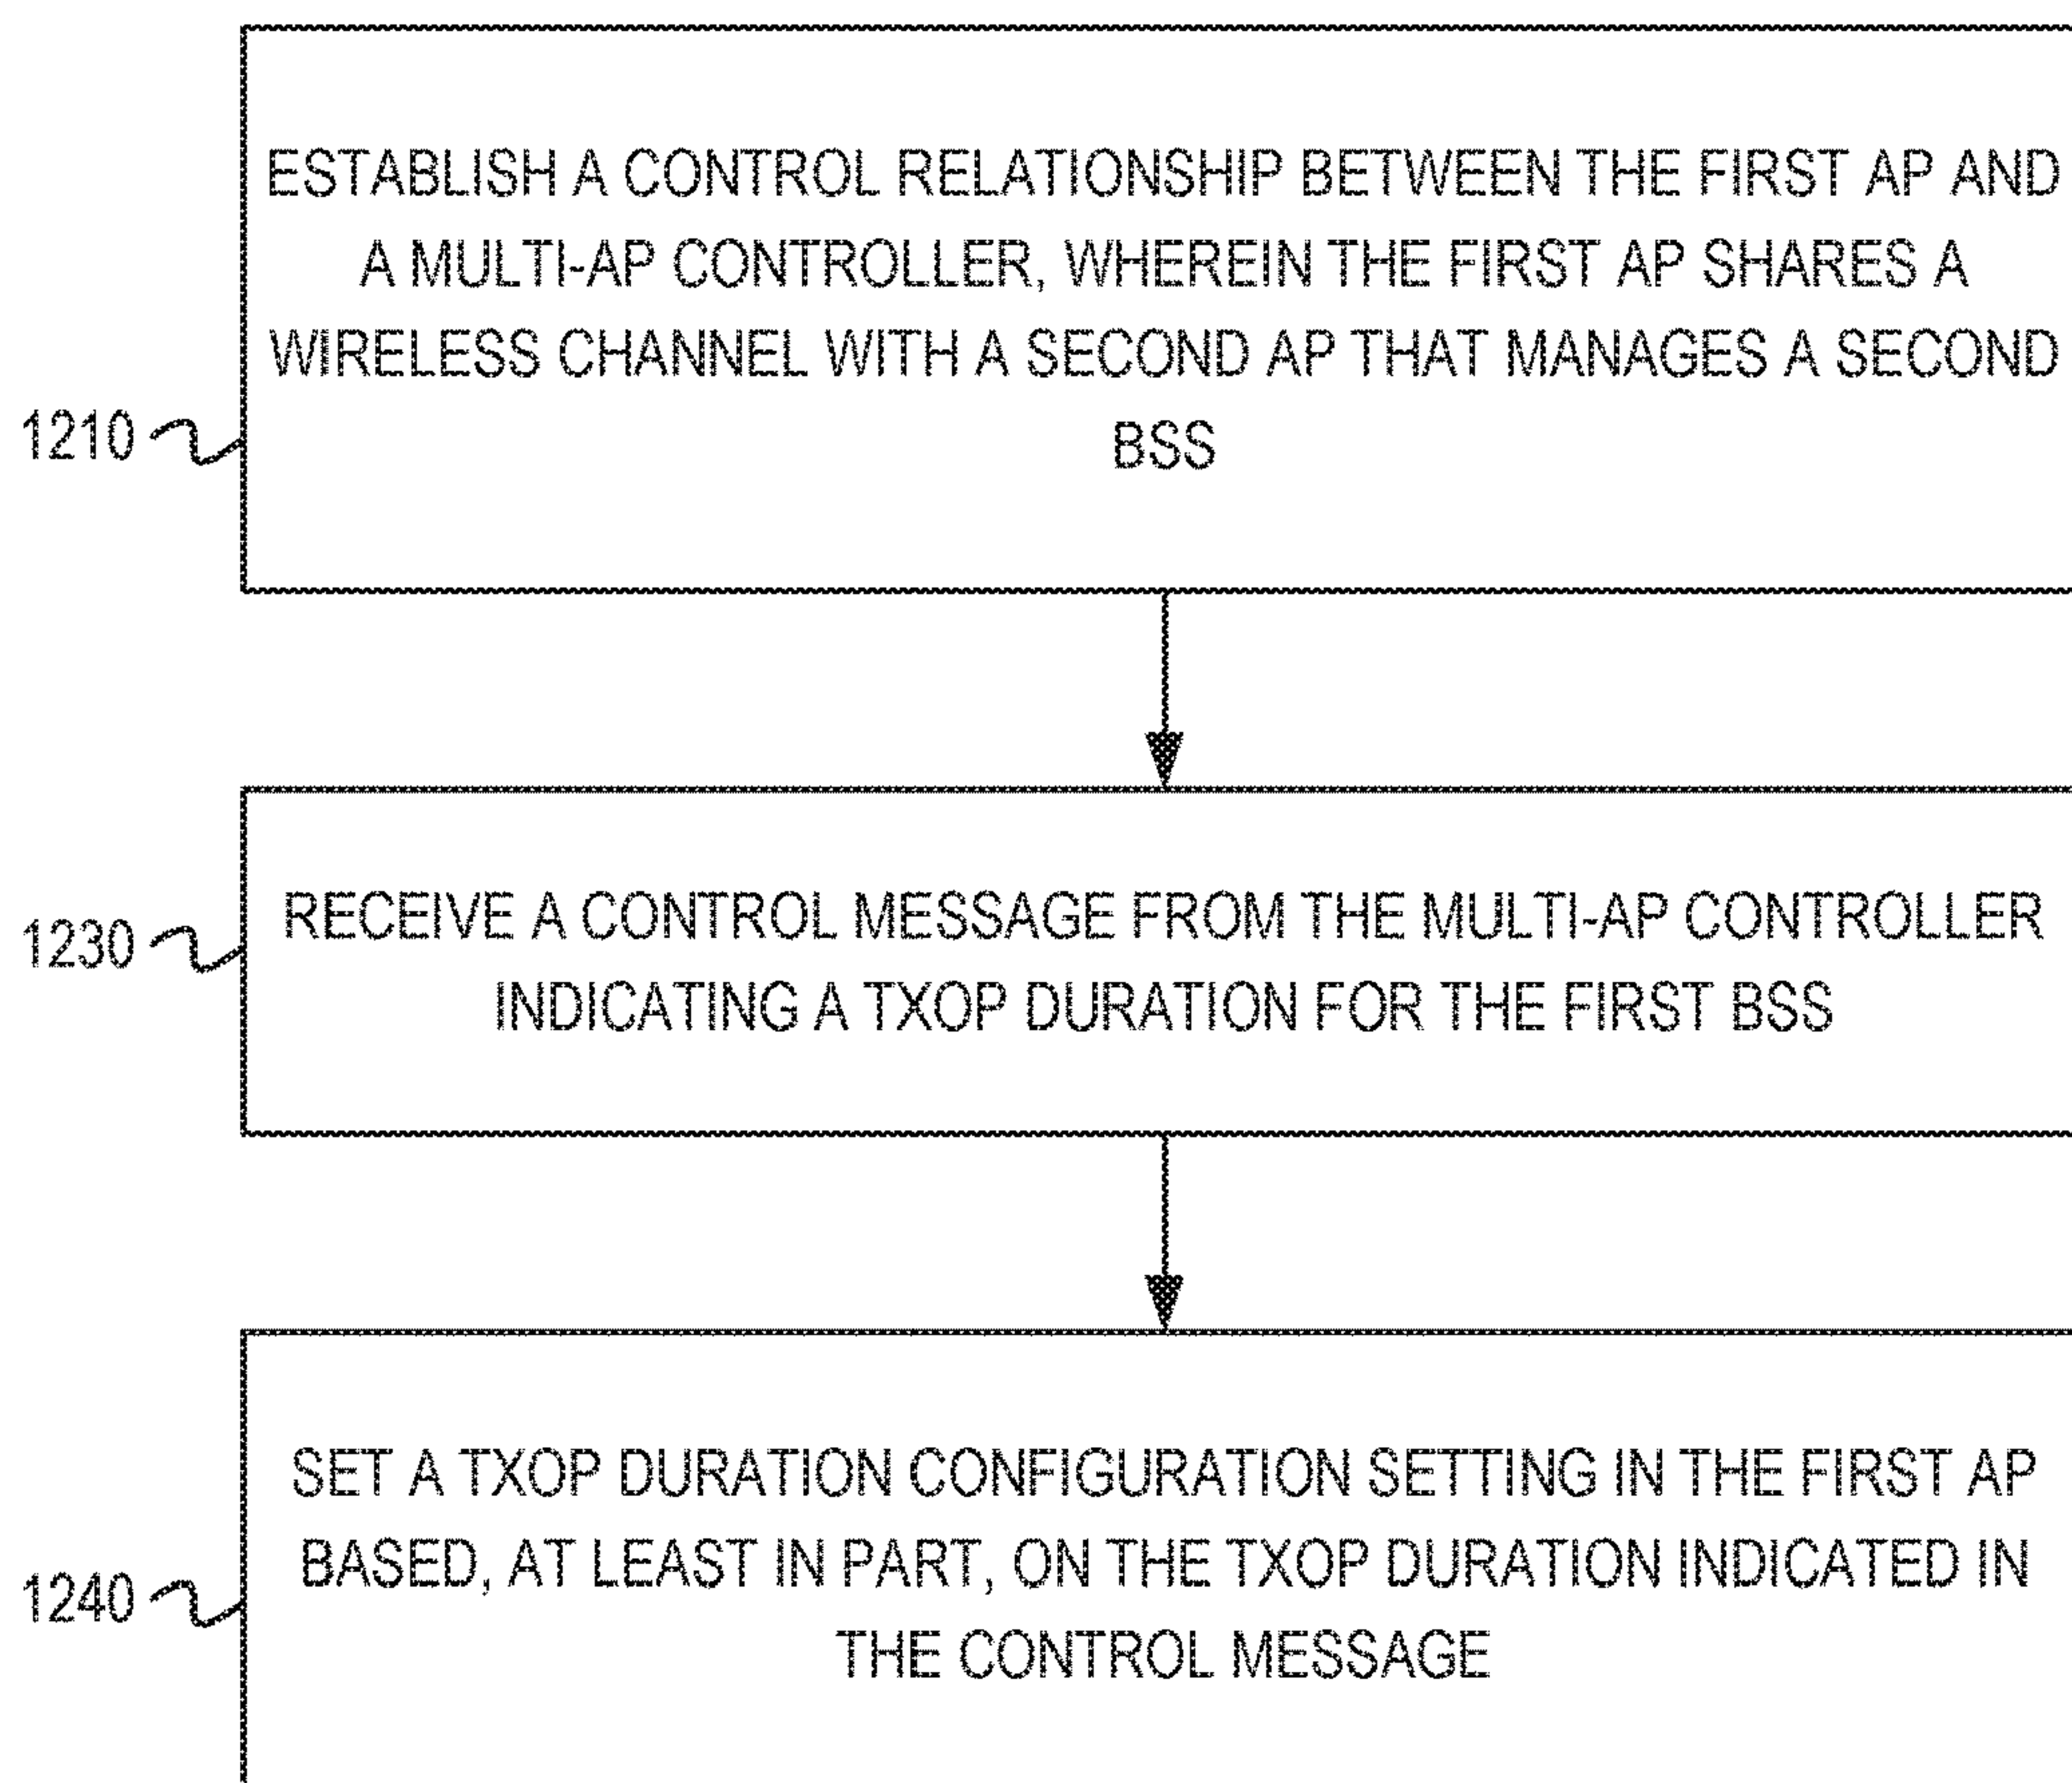 ESTABLISH A CONTROL RELATIONSHIP BETWEEN THE FIRST AP AND
A MULTI-AP CONTROLLER, WHEREIN THE FIRST AP SHARES A
WIRELESS CHANNEL WITH A SECOND AP THAT MANAGES A SECOND
BSS
1210
RECEIVE A CONTROL MESSAGE FROM THE MULTI-AP CONTROLLER
INDICATING A TXOP DURATION FOR THE FIRST BSS
1230
SET A TXOP DURATION CONFIGURATION SETTING IN THE FIRST AP
BASED, AT LEAST IN PART, ON THE TXOP DURATION INDICATED IN
THE CONTROL MESSAGE
1240